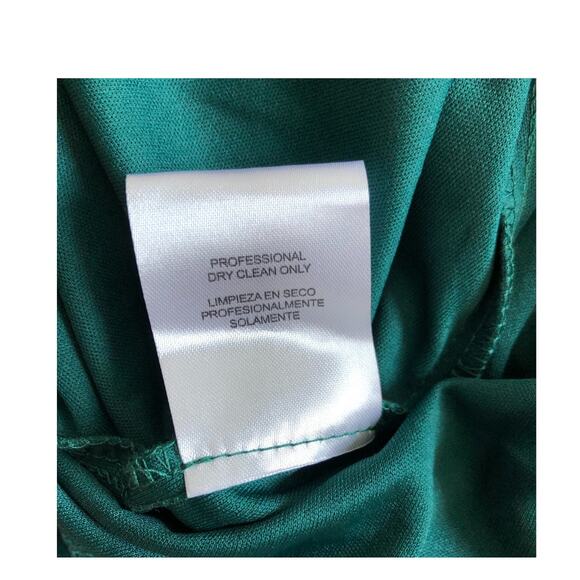 PROFESSIONAL
DRY CLEAN ONLY
LIMPIEZA EN SECO
PROFESIONALMENTE
SOLAMENTE